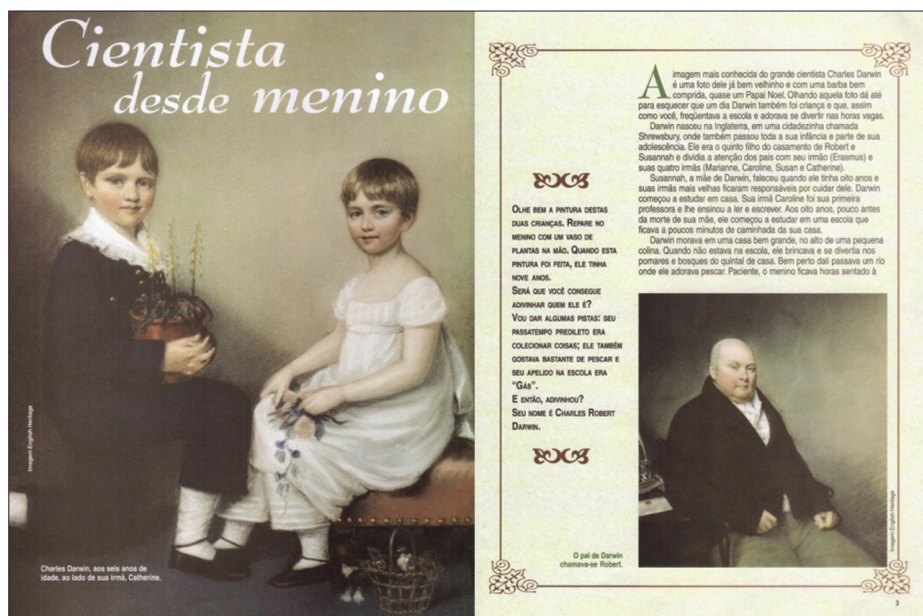 Cientista
desde menino
Imagem English Heritage
Charles Darwin, aos seis anos de
idade, ao lado de sua irmã, Catherine.
OLHE BEM A PINTURA DESTAS
DUAS CRIANÇAS. REPARE NO
MENINO COM UM VASO DE
PLANTAS NA MÃO. QUANDO ESTA
PINTURA FOI FEITA, ELE TINHA
NOVE ANOS.
SERÁ QUE VOCÊ CONSEGUE
ADIVINHAR QUEM ELE É?
VOU DAR ALGUMAS PISTAS: SEU
PASSATEMPO PREDILETO ERA
COLECIONAR COISAS; ELE TAMBÉM
GOSTAVA BASTANTE DE PESCAR E
SEU APELIDO NA ESCOLA ERA
“GÁS”.
E ENTÃO, ADIVINHOU?
SEU NOME É CHARLES ROBERT
DARWIN.
A imagem mais conhecida do grande cientista Charles Darwin
é uma foto dele já bem velhinho e com uma barba bem
comprida, quase um Papai Noel. Olhando aquela foto dá até
para esquecer que um dia Darwin também foi criança e que, assim
como você, freqüentava a escola e adorava se divertir nas horas vagas.
Darwin nasceu na Inglaterra, em uma cidadezinha chamada
Shrewsbury, onde também passou toda a sua infância e parte de sua
adolescência. Ele era o quinto filho do casamento de Robert e
Susannah e dividia a atenção dos pais com seu irmão (Erasmus) e
suas quatro irmãs (Marianne, Caroline, Susan e Catherine).
Susannah, a mãe de Darwin, faleceu quando ele tinha oito anos e
suas irmãs mais velhas ficaram responsáveis por cuidar dele. Darwin
começou a estudar em casa. Sua irmã Caroline foi sua primeira
professora e lhe ensinou a ler e escrever. Aos oito anos, pouco antes
da morte de sua mãe, ele começou a estudar em uma escola que
ficava a poucos minutos de caminhada da sua casa.
Darwin morava em uma casa bem grande, no alto de uma pequena
colina. Quando não estava na escola, ele brincava e se divertia nos
pomares e bosques do quintal de casa. Bem perto dali passava um rio
onde ele adorava pescar. Paciente, o menino ficava horas sentado à
O pai de Darwin
chamava-se Robert.
Imagem English Heritage
3